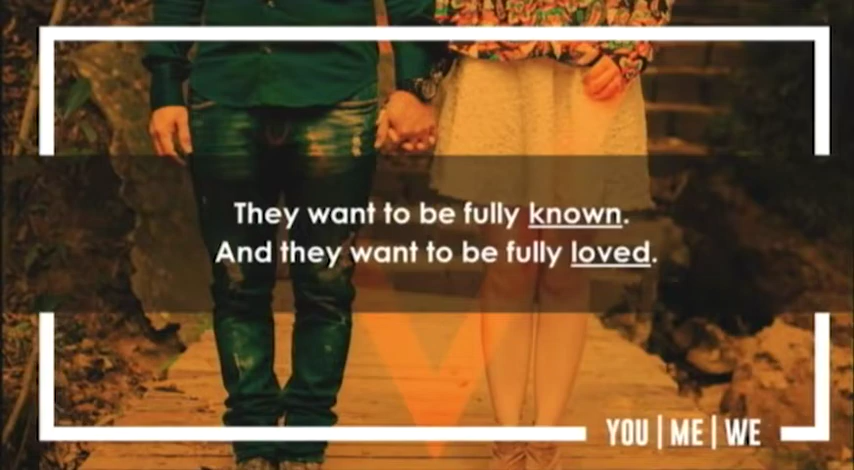 They want to be fully known.
And they want to be fully loved.
YOU | ME | WE